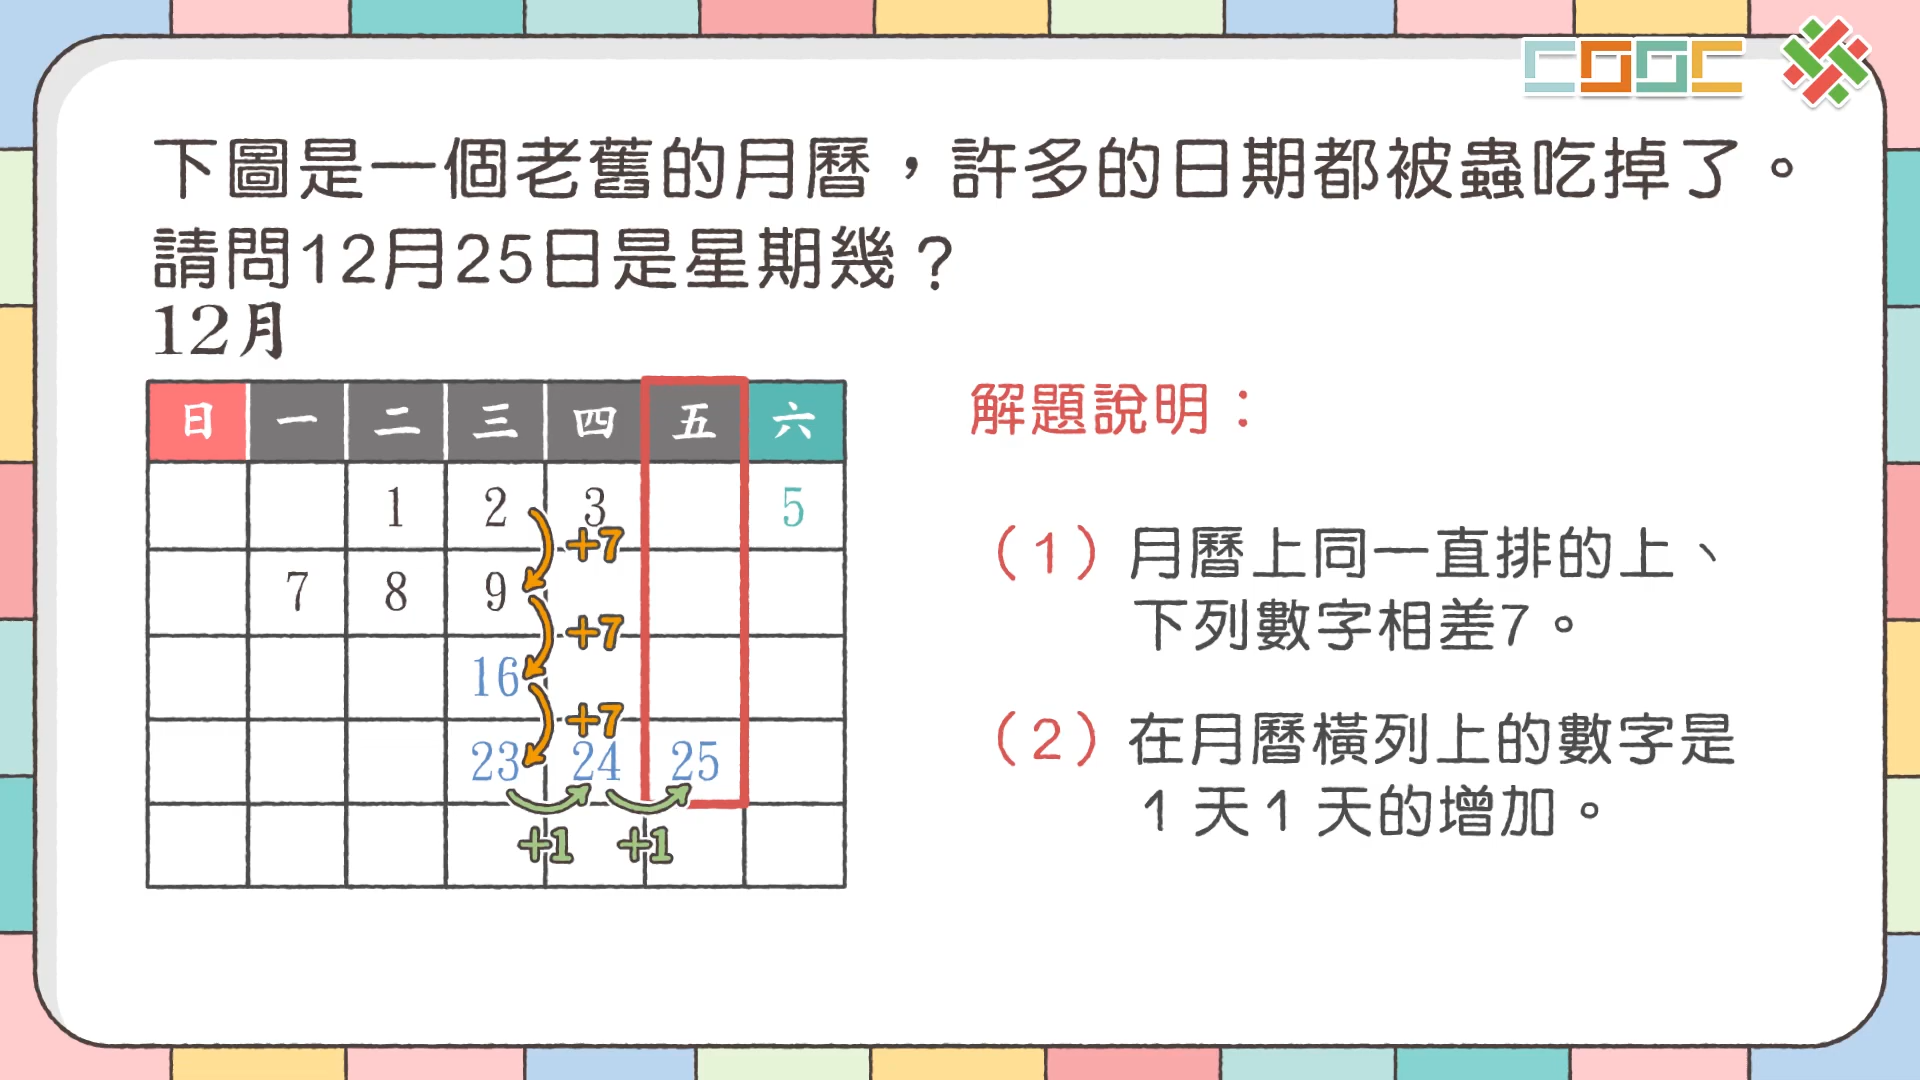 下圖是一個老舊的月曆，許多的日期都被蟲吃掉了。
請問12月25日是星期幾？
12月
日 一 二 三 四 五 六
1 2 3 5
+7
7 8 9
+7
16
+7
23 24 25
+1 +1
解題說明：
（1）月曆上同一直排的上、
下列數字相差7。
（2）在月曆橫列上的數字是
1 天 1 天的增加。
COOC